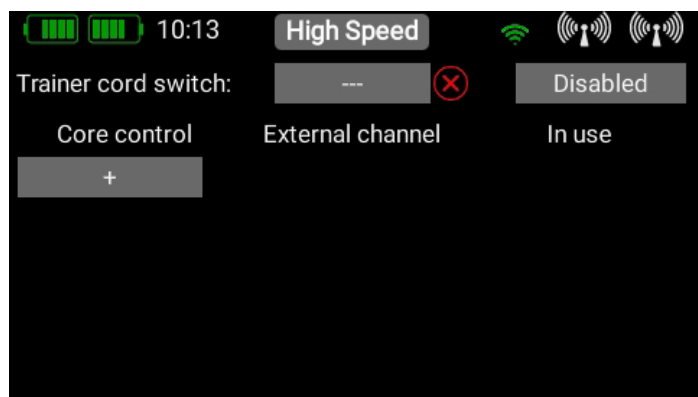 10:13 High Speed
Trainer cord switch: --- Disabled
Core control External channel In use
+